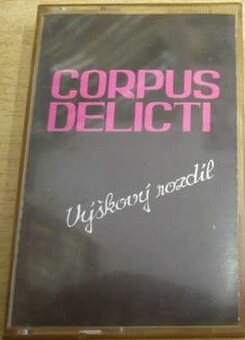 CORPUS
DELICTI
Výškový rozdíl